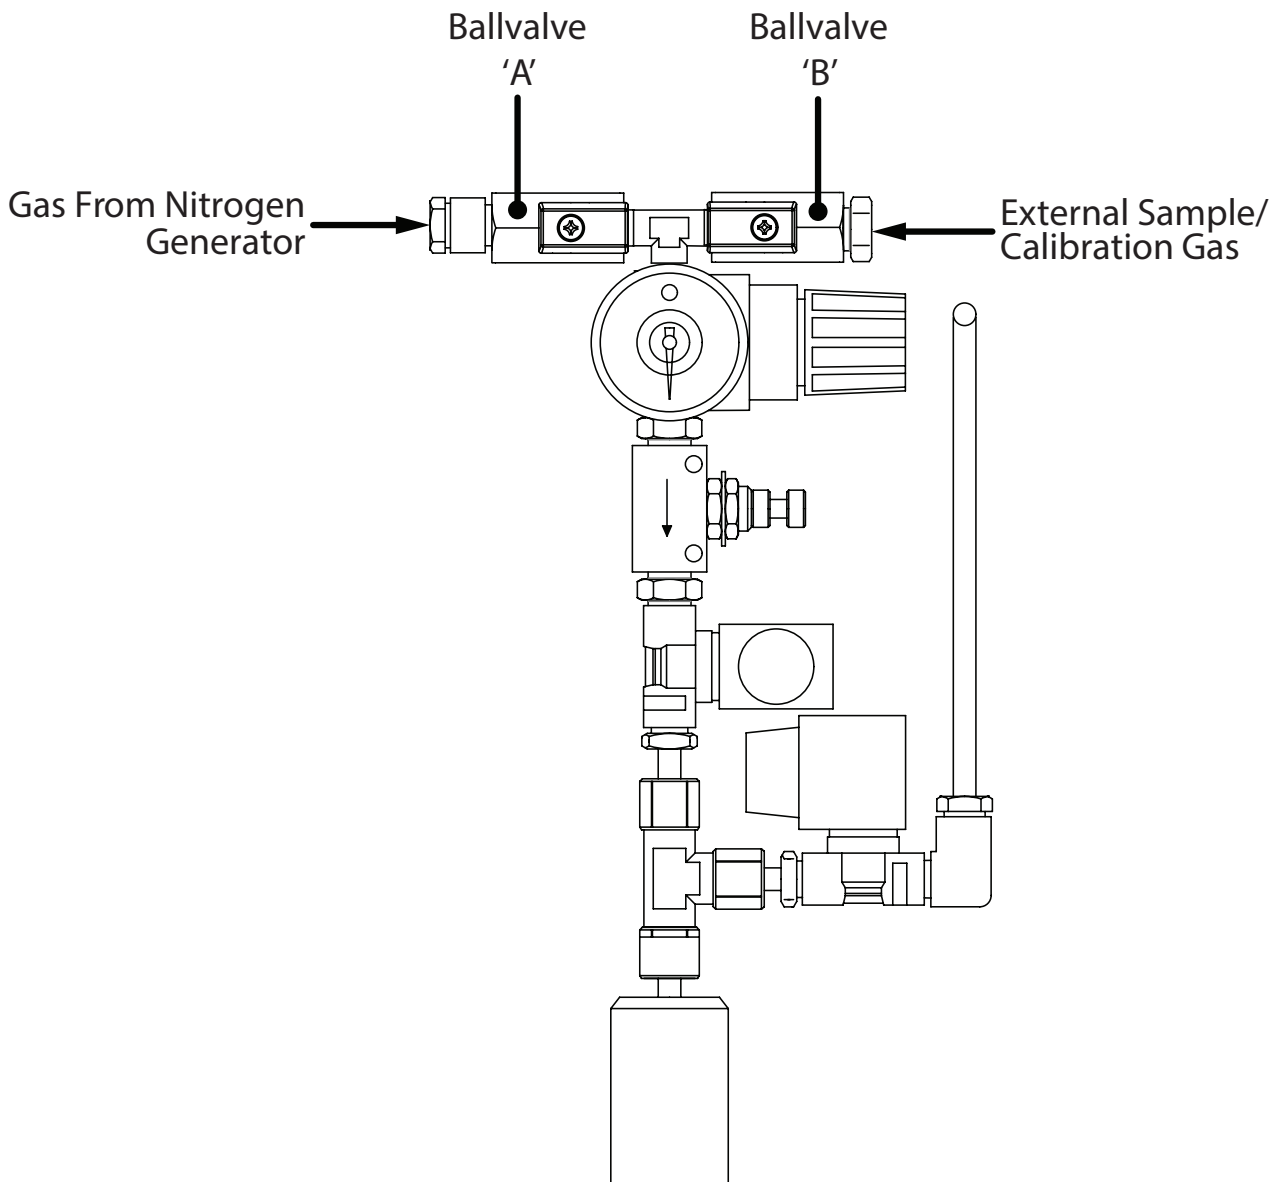 Ballvalve
‘A’
Ballvalve
‘B’
Gas From Nitrogen
Generator
External Sample/
Calibration Gas